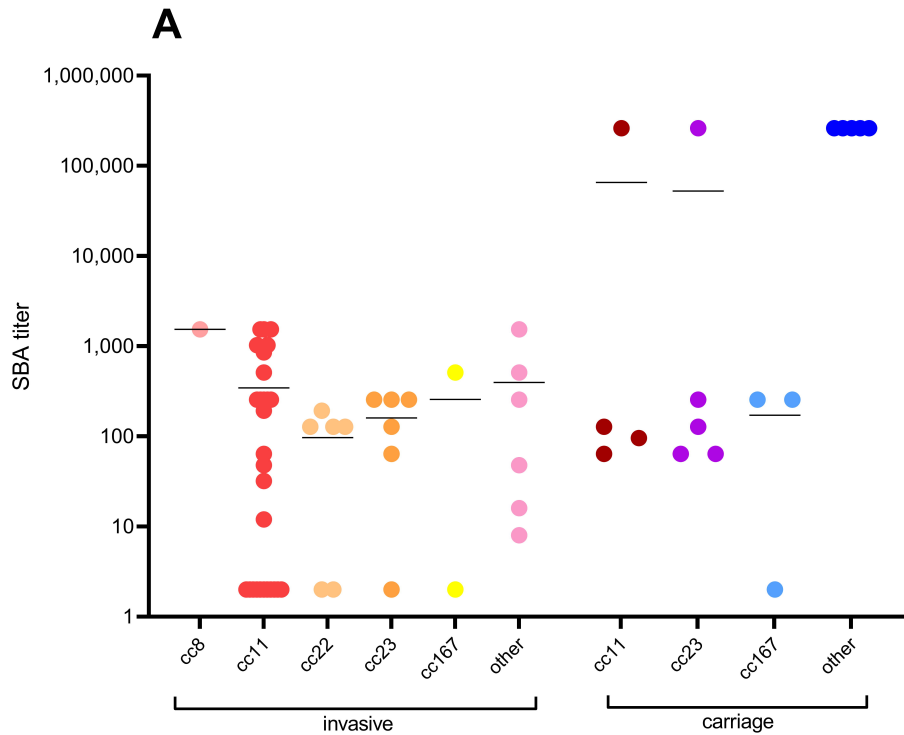 A
1,000,000
100,000
10,000
1,000
100
10
1
SBA titer
cc8
cc11
cc22
cc23
cc167
other
cc11
cc23
cc167
other
invasive
carriage